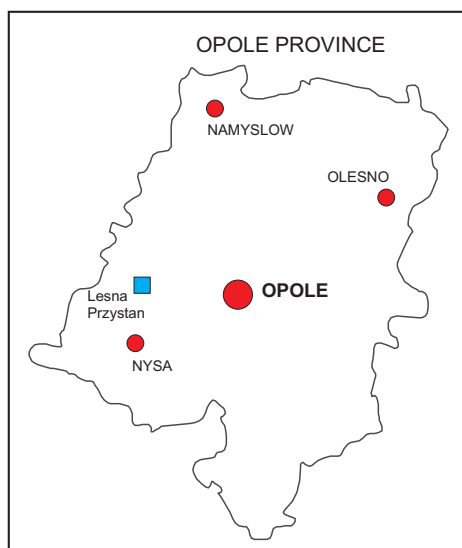 OPOLE PROVINCE
NAMYSLOW
OLESNO
Lesna
Przystan
OPOLE
NYSA